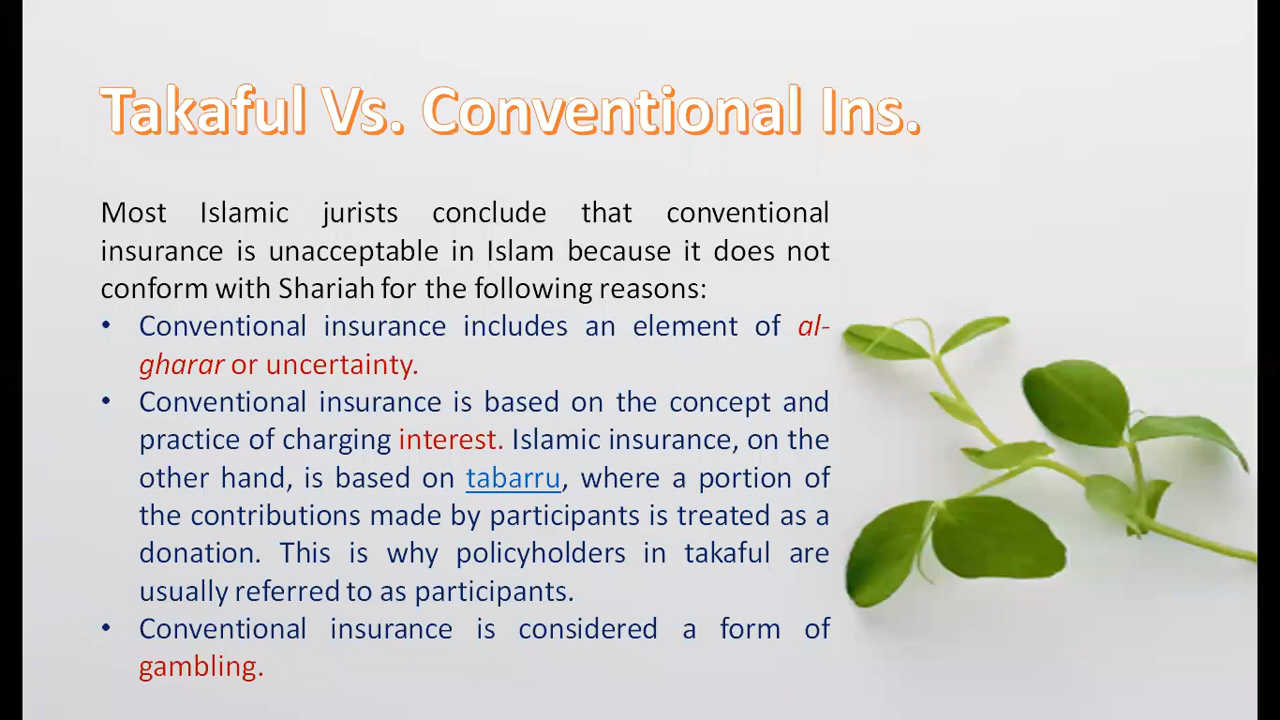 Takaful Vs. Conventional Ins.
Most Islamic jurists conclude that conventional
insurance is unacceptable in Islam because it does not
conform with Shariah for the following reasons:
• Conventional insurance includes an element of al-
gharar or uncertainty.
• Conventional insurance is based on the concept and
practice of charging interest. Islamic insurance, on the
other hand, is based on tabarru, where a portion of
the contributions made by participants is treated as a
donation. This is why policyholders in takaful are
usually referred to as participants.
• Conventional insurance is considered a form of
gambling.